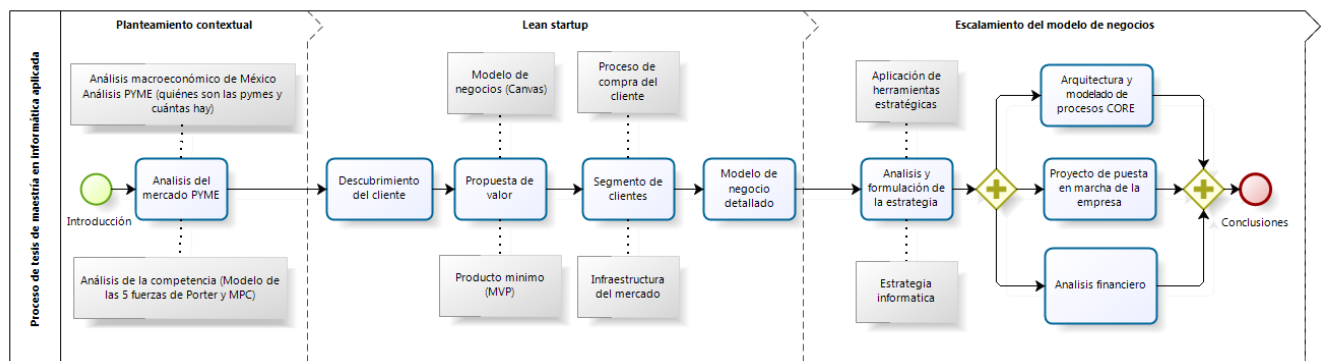 Proceso de tesis de maestría en informática aplicada
Planteamiento contextual
Análisis macroeconómico de México
Análisis PYME (quiénes son las pymes y
cuántas hay)
Introducción
Analisis del
mercado PYME
Análisis de la competencia (Modelo de
las 5 fuerzas de Porter y MPC)
Lean startup
Modelo de
negocios (Canvas)
Proceso de
compra del
cliente
Descubrimiento
del cliente
Propuesta de
valor
Segmento de
clientes
Modelo de
negocio
detallado
Producto minimo
(MVP)
Infraestructura
del mercado
Escalamiento del modelo de negocios
Aplicación de
herramientas
estratégicas
Analisis y
formulación de
la estrategia
Estrategia
informatica
Arquitectura y
modelado de
procesos CORE
Proyecto de puesta
en marcha de la
empresa
Analisis financiero
Conclusiones